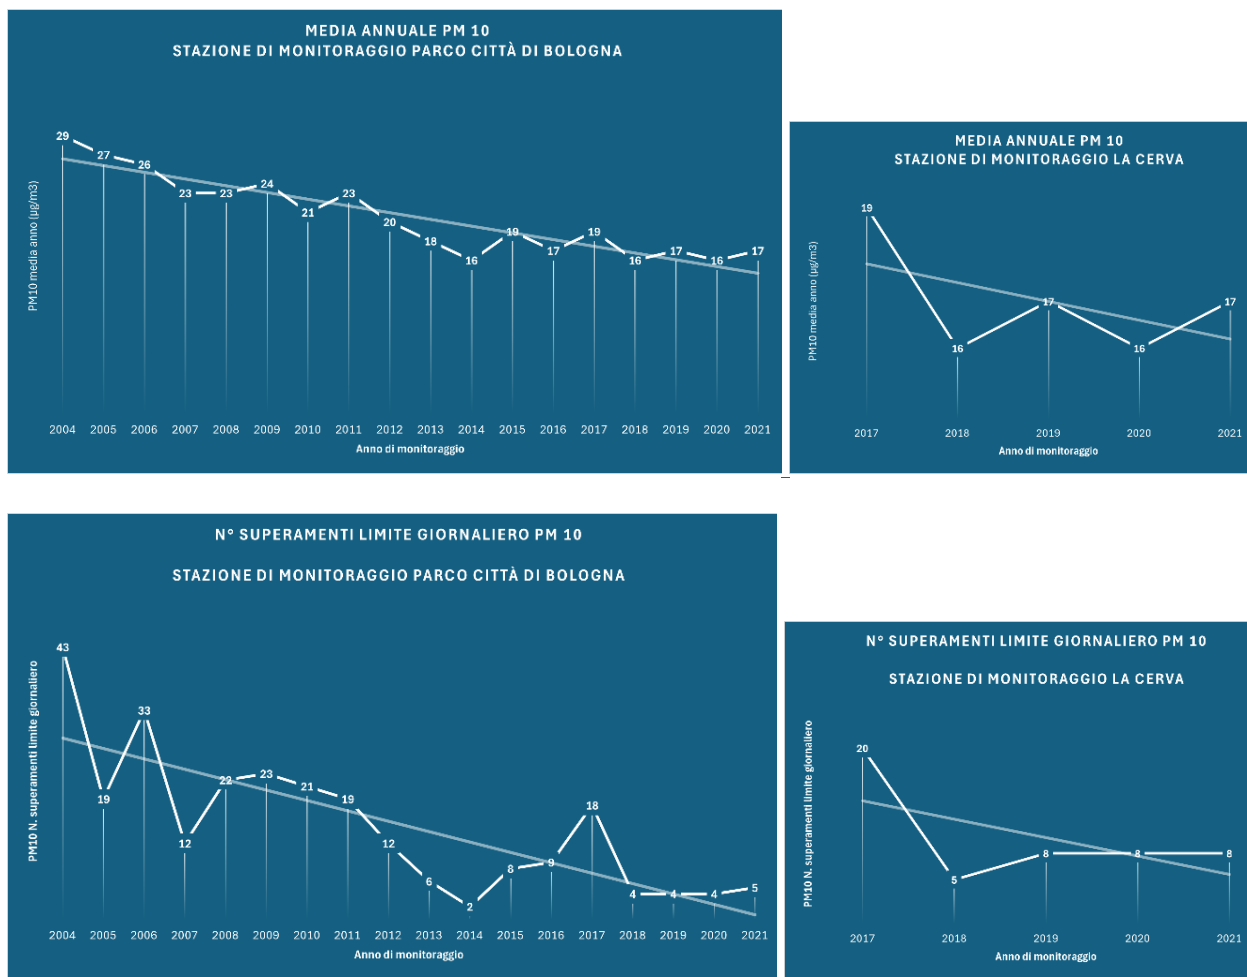 MEDIA ANNUALE PM 10
STAZIONE DI MONITORAGGIO PARCO CITTÀ DI BOLOGNA
PM10 media anno (µg/m3)
29 27 26 23 23 24 21 23 20 18 16 19 17 19 16 17 16 17
2004 2005 2006 2007 2008 2009 2010 2011 2012 2013 2014 2015 2016 2017 2018 2019 2020 2021
Anno di monitoraggio
MEDIA ANNUALE PM 10
STAZIONE DI MONITORAGGIO LA CERVA
PM10 media anno (µg/m3)
19 16 17 16 17
2017 2018 2019 2020 2021
Anno di monitoraggio
N° SUPERAMENTI LIMITE GIORNALIERO PM 10
STAZIONE DI MONITORAGGIO PARCO CITTÀ DI BOLOGNA
PM10 N. superamenti limite giornaliero
43 19 33 12 22 23 21 19 12 6 2 8 9 18 4 4 4 5
2004 2005 2006 2007 2008 2009 2010 2011 2012 2013 2014 2015 2016 2017 2018 2019 2020 2021
Anno di monitoraggio
N° SUPERAMENTI LIMITE GIORNALIERO PM 10
STAZIONE DI MONITORAGGIO LA CERVA
PM10 N. superamenti limite giornaliero
20 5 8 8 8
2017 2018 2019 2020 2021
Anno di monitoraggio